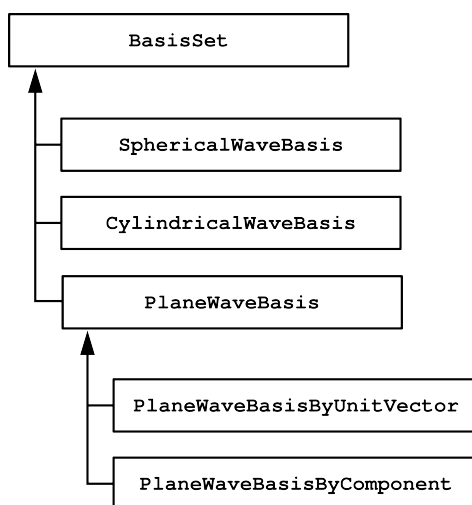 BasisSet
SphericalWaveBasis
CylindricalWaveBasis
PlaneWaveBasis
PlaneWaveBasisByUnitVector
PlaneWaveBasisByComponent